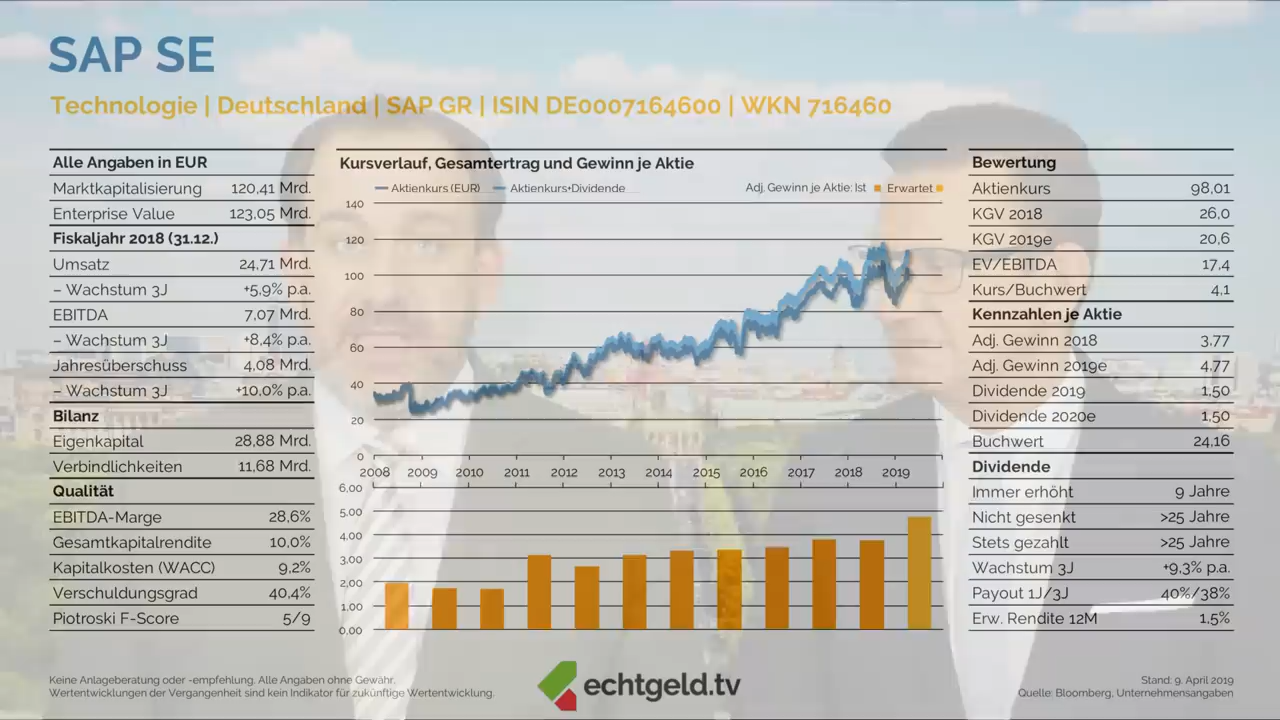 SAP SE
Technologie | Deutschland | SAP GR | ISIN DE0007164600 | WKN 716460
Alle Angaben in EUR
Marktkapitalisierung 120,41 Mrd.
Enterprise Value 123,05 Mrd.
Fiskaljahr 2018 (31.12.)
Umsatz 24,71 Mrd.
– Wachstum 3J +5,9% p.a.
EBITDA 7,07 Mrd.
– Wachstum 3J +8,4% p.a.
Jahresüberschuss 4,08 Mrd.
– Wachstum 3J +10,0% p.a.
Bilanz
Eigenkapital 28,88 Mrd.
Verbindlichkeiten 11,68 Mrd.
Qualität
EBITDA-Marge 28,6%
Gesamtkapitalrendite 10,0%
Kapitalkosten (WACC) 9,2%
Verschuldungsgrad 40,4%
Piotroski F-Score 5/9
Kursverlauf, Gesamtertrag und Gewinn je Aktie
Aktienkurs (EUR) Aktienkurs+Dividende Adj. Gewinn je Aktie: Ist Erwartet
140
120
100
80
60
40
20
0
2008 2009 2010 2011 2012 2013 2014 2015 2016 2017 2018 2019
6,00
5,00
4,00
3,00
2,00
1,00
0,00
Bewertung
Aktienkurs 98,01
KGV 2018 26,0
KGV 2019e 20,6
EV/EBITDA 17,4
Kurs/Buchwert 4,1
Kennzahlen je Aktie
Adj. Gewinn 2018 3,77
Adj. Gewinn 2019e 4,77
Dividende 2019 1,50
Dividende 2020e 1,50
Buchwert 24,16
Dividende
Immer erhöht 9 Jahre
Nicht gesenkt >25 Jahre
Stets gezahlt >25 Jahre
Wachstum 3J +9,3% p.a.
Payout 1J/3J 40%/38%
Erw. Rendite 12M 1,5%
Keine Anlageberatung oder -empfehlung. Alle Angaben ohne Gewähr.
Wertentwicklungen der Vergangenheit sind kein Indikator für zukünftige Wertentwicklung.
echtgeld.tv
Stand: 9. April 2019
Quelle: Bloomberg, Unternehmensangaben